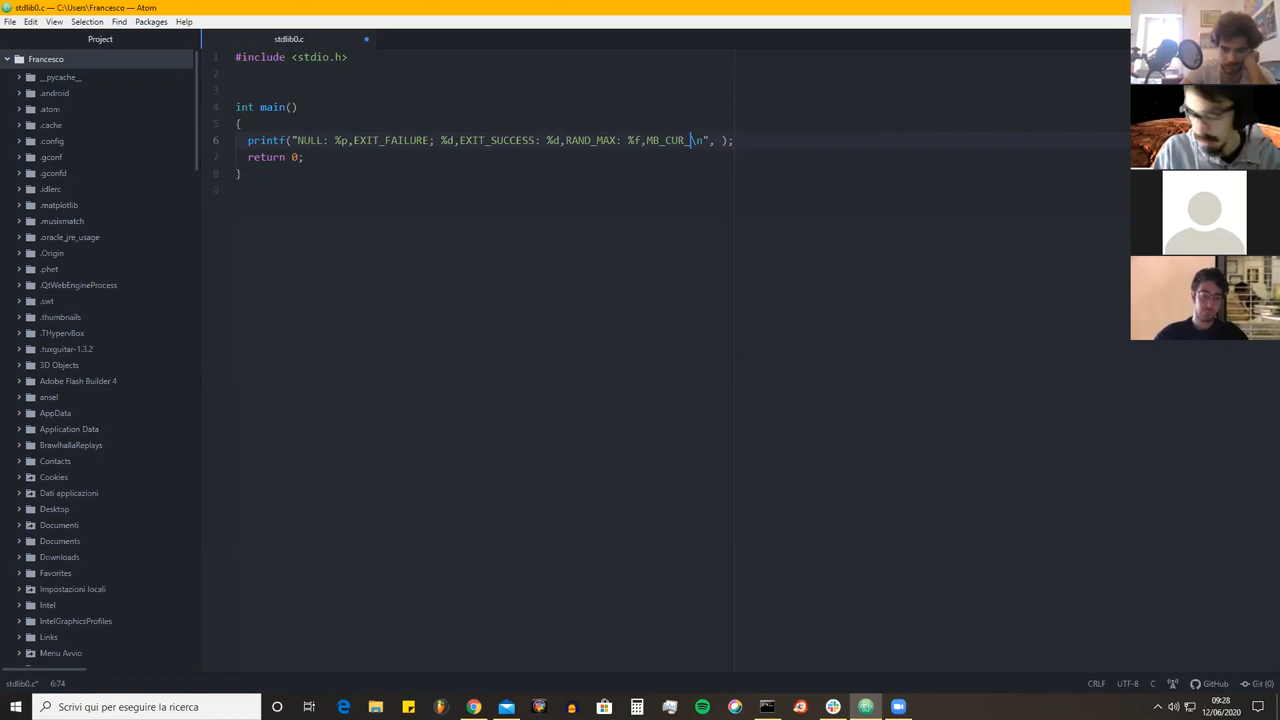 stdlib0.c — C:\Users\Francesco — Atom
File Edit View Selection Find Packages Help
Project
stdlib0.c
Francesco
__pycache__
.android
.atom
.cache
.config
.gconf
.gconfd
.idlerc
.matplotlib
.musixmatch
.oracle_jre_usage
.Origin
.phet
.QtWebEngineProcess
.swt
.thumbnails
.THypervBox
.tuxguitar-1.3.2
3D Objects
Adobe Flash Builder 4
ansel
AppData
Application Data
BrawlhallaReplays
Contacts
Cookies
Dati applicazioni
Desktop
Documenti
Documents
Downloads
Favorites
Impostazioni locali
Intel
IntelGraphicsProfiles
Links
Menu Avvio
1 #include <stdio.h>
2
3
4 int main()
5 {
6 printf("NULL: %p,EXIT_FAILURE; %d,EXIT_SUCCESS: %d,RAND_MAX: %f,MB_CUR_\n", );
7 return 0;
8 }
9
stdlib0.c* 6:74
CRLF UTF-8 C GitHub Git (0)
Scrivi qui per eseguire la ricerca
09:28
12/06/2020